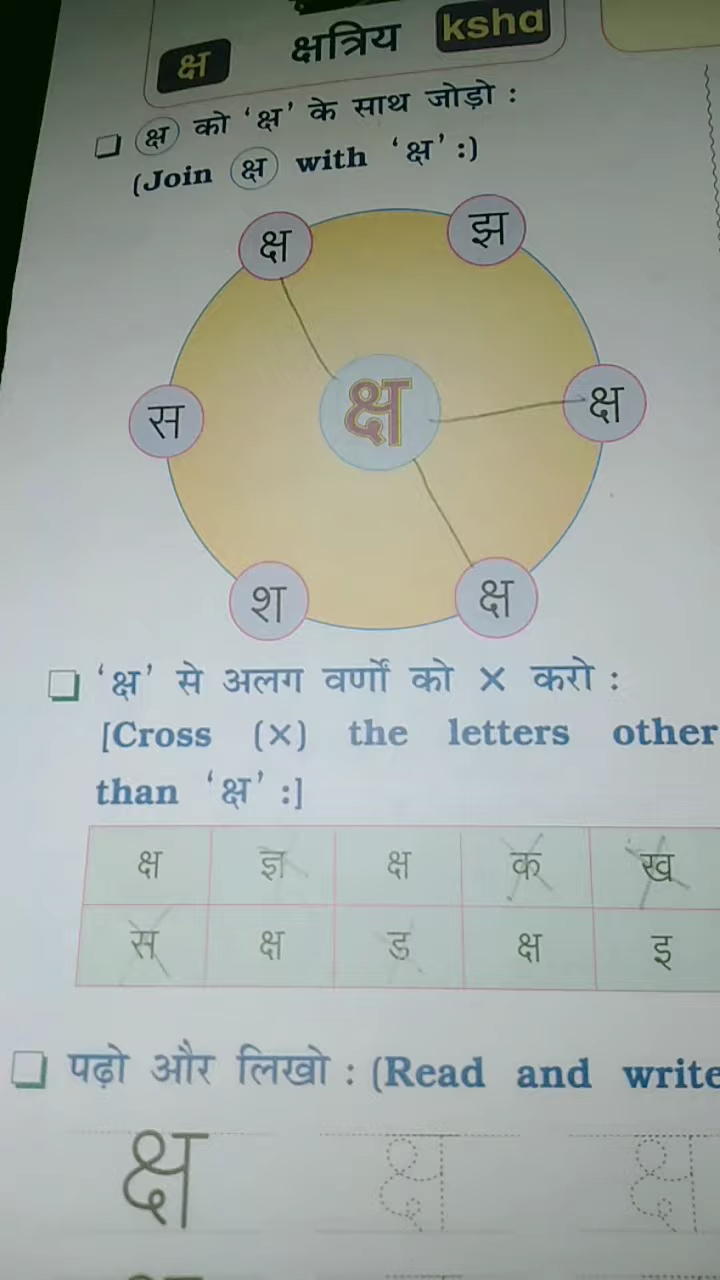 क्ष क्षत्रिय ksha
क्ष को ‘क्ष’ के साथ जोड़ो :
(Join क्ष with ‘क्ष’ :)
क्ष झ
स क्ष क्ष
श क्ष
‘क्ष’ से अलग वर्णों को × करो :
[Cross (×) the letters other
than ‘क्ष’ :]
क्ष ज्ञ क्ष क ख
स क्ष ड क्ष इ
पढ़ो और लिखो : (Read and write
क्ष क्ष क्ष